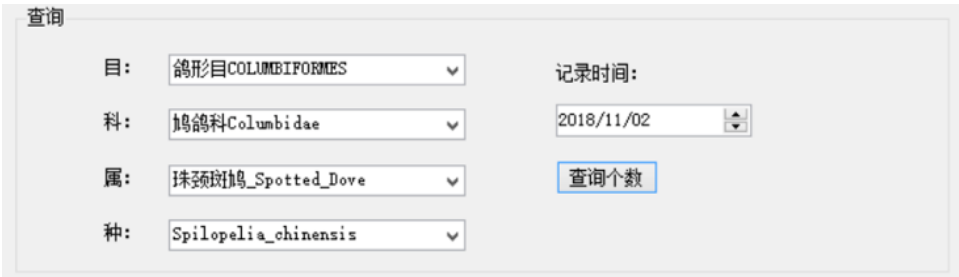 查询
目： 鸽形目COLUMBIFORMES
记录时间：
科： 鸠鸽科Columbidae
2018/11/02
属： 珠颈斑鸠_Spotted_Dove
查询个数
种： Spilopelia_chinensis